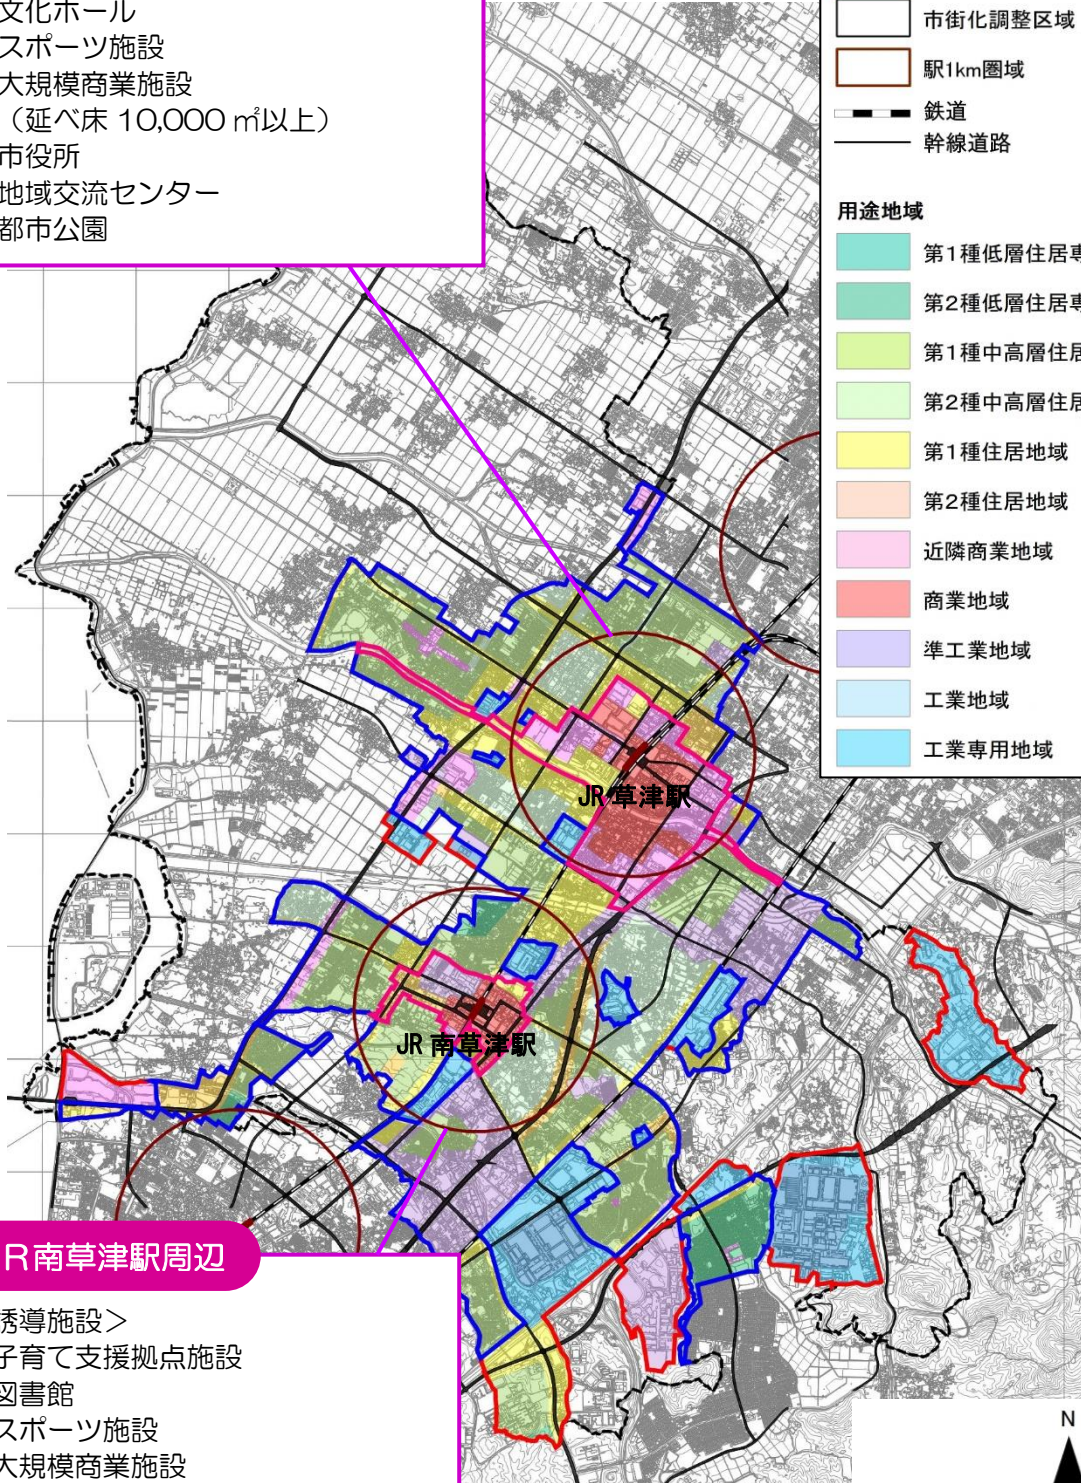 文化ホール
スポーツ施設
大規模商業施設
（延べ床 10,000 ㎡以上）
市役所
地域交流センター
都市公園
市街化調整区域
駅1km圏域
鉄道
幹線道路
用途地域
第1種低層住居専
第2種低層住居専
第1種中高層住居
第2種中高層住居
第1種住居地域
第2種住居地域
近隣商業地域
商業地域
準工業地域
工業地域
工業専用地域
JR 草津駅
JR 南草津駅
R南草津駅周辺
誘導施設＞
子育て支援拠点施設
図書館
スポーツ施設
大規模商業施設
N